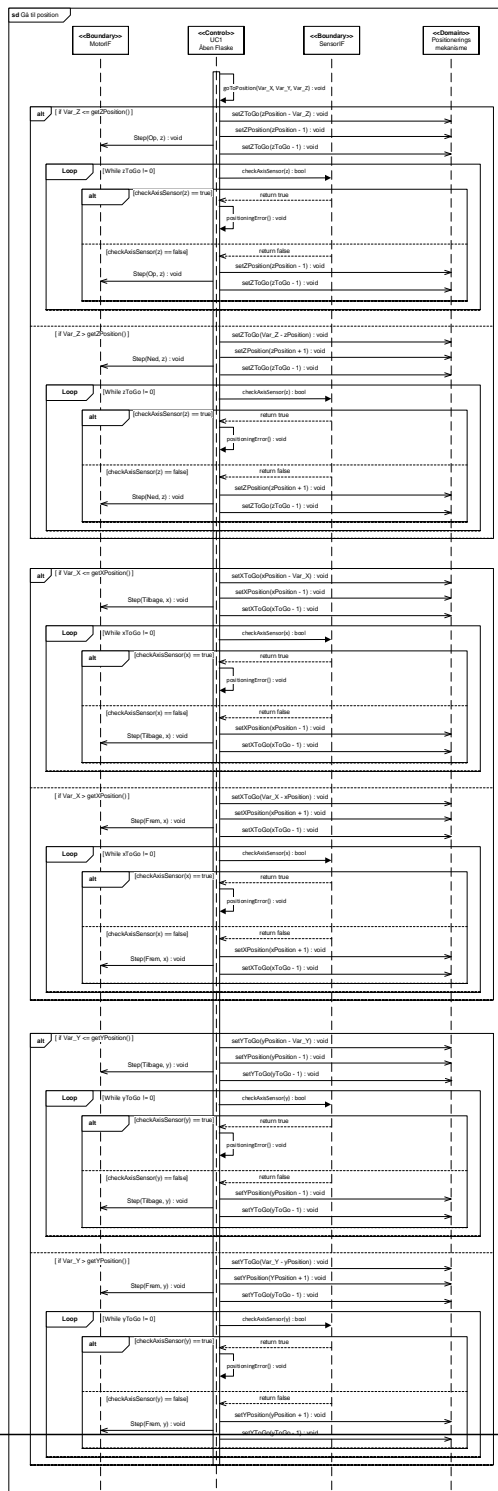 sd Gå til position
<<Boundary>>
MotorIF
<<Control>>
UC1
Åben Flaske
<<Boundary>>
SensorIF
<<Domain>>
Positionerings
mekanisme
goToPosition(Var_X, Var_Y, Var_Z) : void
alt
[ if Var_Z <= getZPosition() ]
setZToGo(zPosition - Var_Z) : void
setZPosition(zPosition - 1) : void
Step(Op, z) : void
setZToGo(zToGo - 1) : void
Loop
[While zToGo != 0]
checkAxisSensor(z) : bool
alt
[checkAxisSensor(z) == true]
return true
positioningError() : void
[checkAxisSensor(z) == false]
return false
setZPosition(zPosition - 1) : void
Step(Op, z) : void
setZToGo(zToGo - 1) : void
[ if Var_Z > getZPosition() ]
setZToGo(Var_Z - zPosition) : void
setZPosition(zPosition + 1) : void
Step(Ned, z) : void
setZToGo(zToGo - 1) : void
Loop
[While zToGo != 0]
checkAxisSensor(z) : bool
alt
[checkAxisSensor(z) == true]
return true
positioningError() : void
[checkAxisSensor(z) == false]
return false
setZPosition(zPosition + 1) : void
Step(Ned, z) : void
setZToGo(zToGo - 1) : void
alt
[ if Var_X <= getXPosition() ]
setXToGo(xPosition - Var_X) : void
setXPosition(xPosition - 1) : void
Step(Tilbage, x) : void
setXToGo(xToGo - 1) : void
Loop
[While xToGo != 0]
checkAxisSensor(x) : bool
alt
[checkAxisSensor(x) == true]
return true
positioningError() : void
[checkAxisSensor(x) == false]
return false
setXPosition(xPosition - 1) : void
Step(Tilbage, x) : void
setXToGo(xToGo - 1) : void
[ if Var_X > getXPosition() ]
setXToGo(Var_X - xPosition) : void
setXPosition(xPosition + 1) : void
Step(Frem, x) : void
setXToGo(xToGo - 1) : void
Loop
[While xToGo != 0]
checkAxisSensor(x) : bool
alt
[checkAxisSensor(x) == true]
return true
positioningError() : void
[checkAxisSensor(x) == false]
return false
setXPosition(xPosition + 1) : void
Step(Frem, x) : void
setXToGo(xToGo - 1) : void
alt
[ if Var_Y <= getYPosition() ]
setYToGo(yPosition - Var_Y) : void
setYPosition(yPosition - 1) : void
Step(Tilbage, y) : void
setYToGo(yToGo - 1) : void
Loop
[While yToGo != 0]
checkAxisSensor(y) : bool
alt
[checkAxisSensor(y) == true]
return true
positioningError() : void
[checkAxisSensor(y) == false]
return false
setYPosition(yPosition - 1) : void
Step(Tilbage, y) : void
setYToGo(yToGo - 1) : void
[ if Var_Y > getYPosition() ]
setYToGo(Var_Y - yPosition) : void
setYPosition(YPosition + 1) : void
Step(Frem, y) : void
setYToGo(yToGo - 1) : void
Loop
[While yToGo != 0]
checkAxisSensor(y) : bool
alt
[checkAxisSensor(y) == true]
return true
positioningError() : void
[checkAxisSensor(y) == false]
return false
setYPosition(yPosition + 1) : void
Step(Frem, y) : void
setYToGo(yToGo - 1) : void